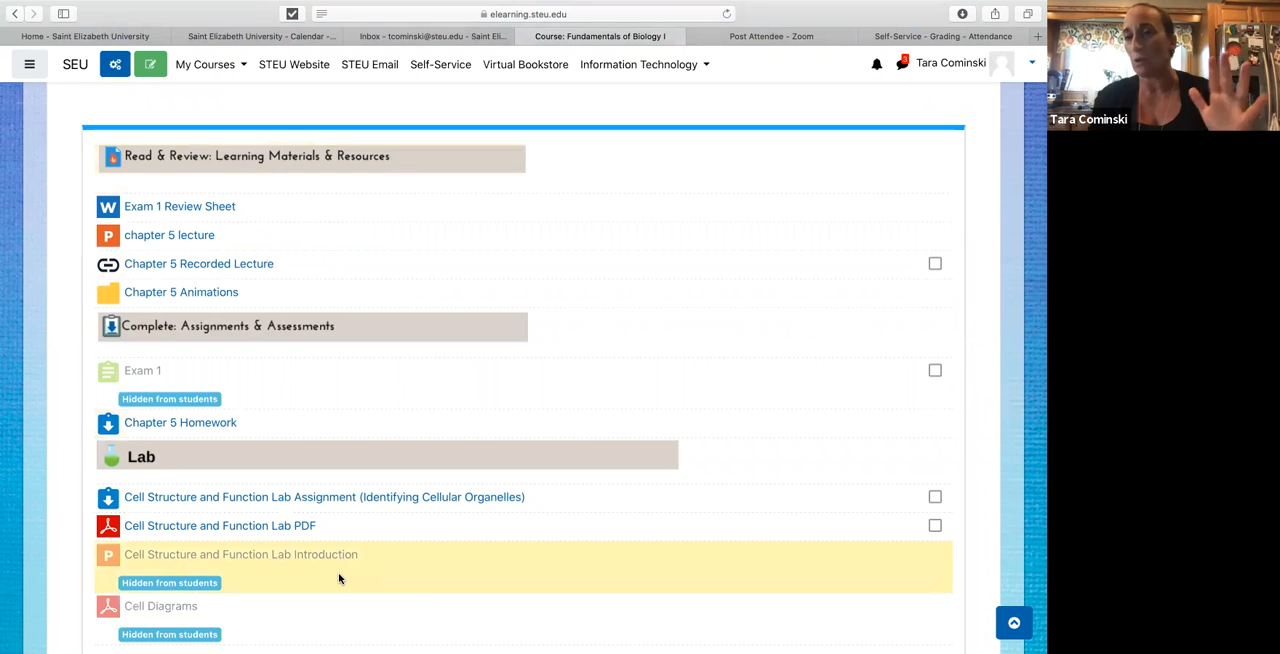 elearning.steu.edu
Home - Saint Elizabeth University
Saint Elizabeth University - Calendar -...
Inbox - tcominski@steu.edu - Saint Eli...
Course: Fundamentals of Biology I
Post Attendee - Zoom
Self-Service - Grading - Attendance
SEU
My Courses
STEU Website
STEU Email
Self-Service
Virtual Bookstore
Information Technology
3
Tara Cominski
Tara Cominski
Read & Review: Learning Materials & Resources
W Exam 1 Review Sheet
P chapter 5 lecture
Chapter 5 Recorded Lecture
Chapter 5 Animations
Complete: Assignments & Assessments
Exam 1
Hidden from students
Chapter 5 Homework
Lab
Cell Structure and Function Lab Assignment (Identifying Cellular Organelles)
Cell Structure and Function Lab PDF
P Cell Structure and Function Lab Introduction
Hidden from students
Cell Diagrams
Hidden from students